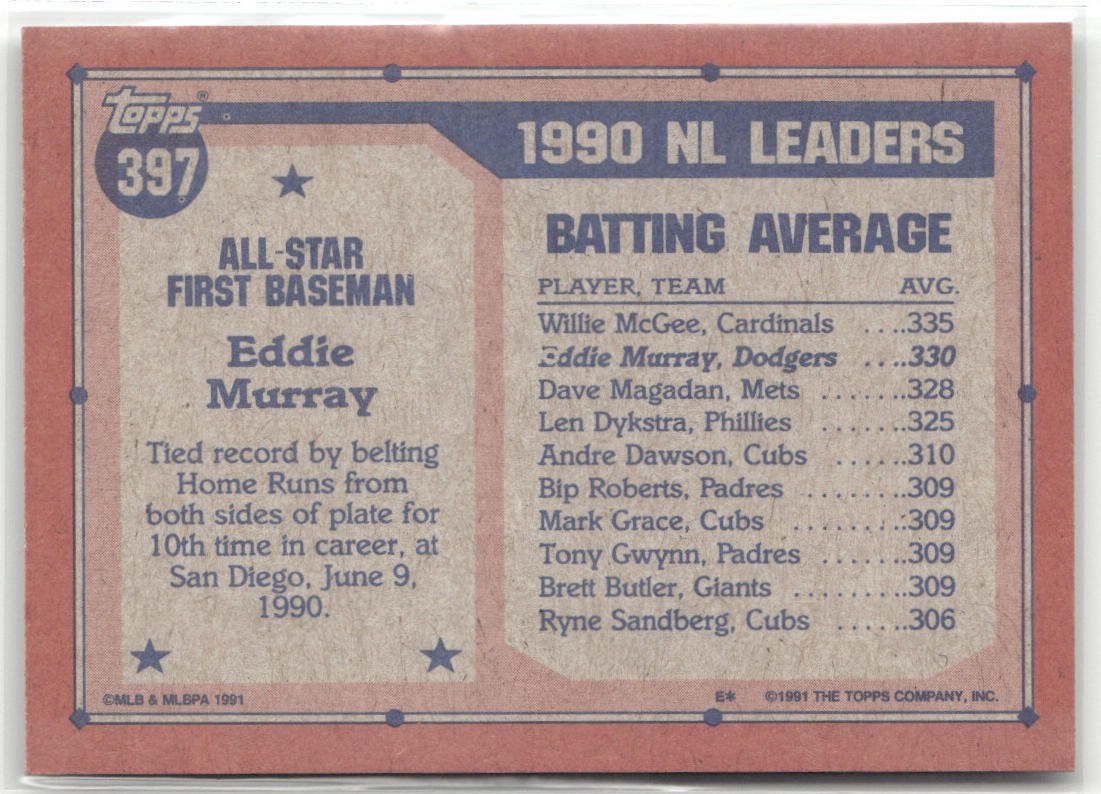 Topps®
397
ALL-STAR
FIRST BASEMAN
Eddie
Murray
Tied record by belting
Home Runs from
both sides of plate for
10th time in career, at
San Diego, June 9,
1990.
©MLB & MLBPA 1991
1990 NL LEADERS
BATTING AVERAGE
PLAYER, TEAM AVG.
Willie McGee, Cardinals ....335
Eddie Murray, Dodgers ....330
Dave Magadan, Mets .......328
Len Dykstra, Phillies .......325
Andre Dawson, Cubs ......310
Bip Roberts, Padres ........309
Mark Grace, Cubs ........309
Tony Gwynn, Padres .......309
Brett Butler, Giants .........309
Ryne Sandberg, Cubs ......306
E* ©1991 THE TOPPS COMPANY, INC.